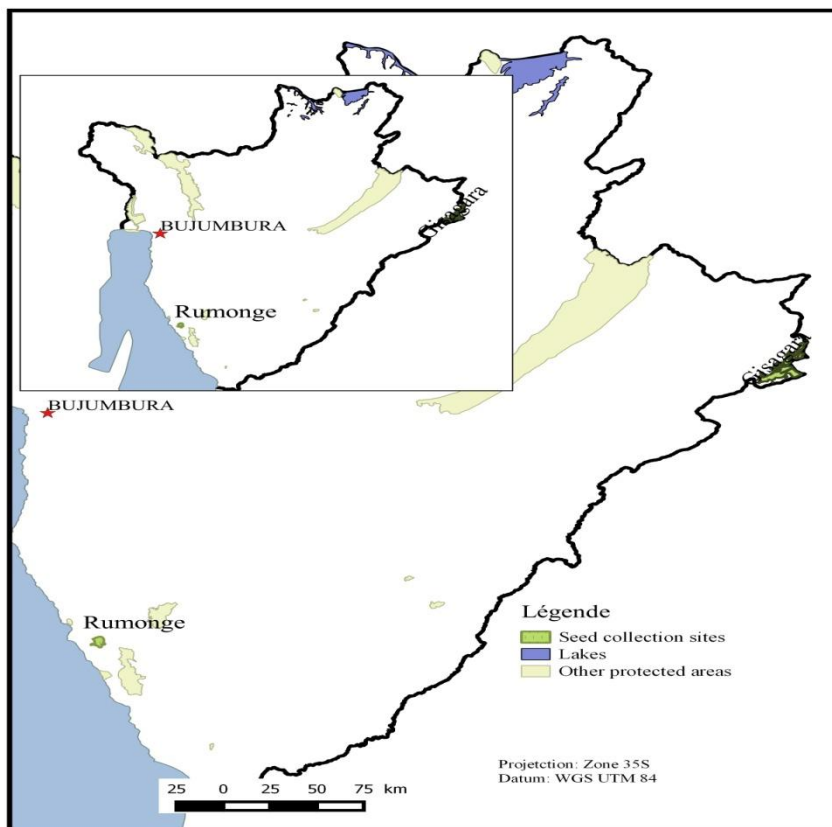 BUJUMBURA
Gisagara
Rumonge
BUJUMBURA
Gisagara
Rumonge
Légende
Seed collection sites
Lakes
Other protected areas
Projetction: Zone 35S
Datum: WGS UTM 84
25 0 25 50 75 km